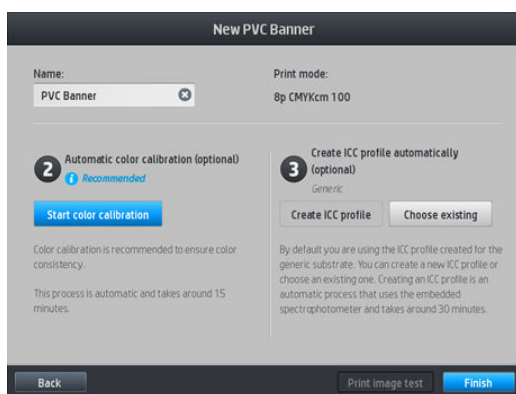 New PVC Banner
Name:
PVC Banner
Print mode:
8p CMYKcm 100
2
Automatic color calibration (optional)
i Recommended
Start color calibration
Color calibration is recommended to ensure color
consistency.
This process is automatic and takes around 15
minutes.
3
Create ICC profile automatically
(optional)
Generic
Create ICC profile
Choose existing
By default you are using the ICC profile created for the
generic substrate. You can create a new ICC profile or
choose an existing one. Creating an ICC profile is an
automatic process that uses the embedded
spectrophotometer and takes around 30 minutes.
Back
Print image test
Finish